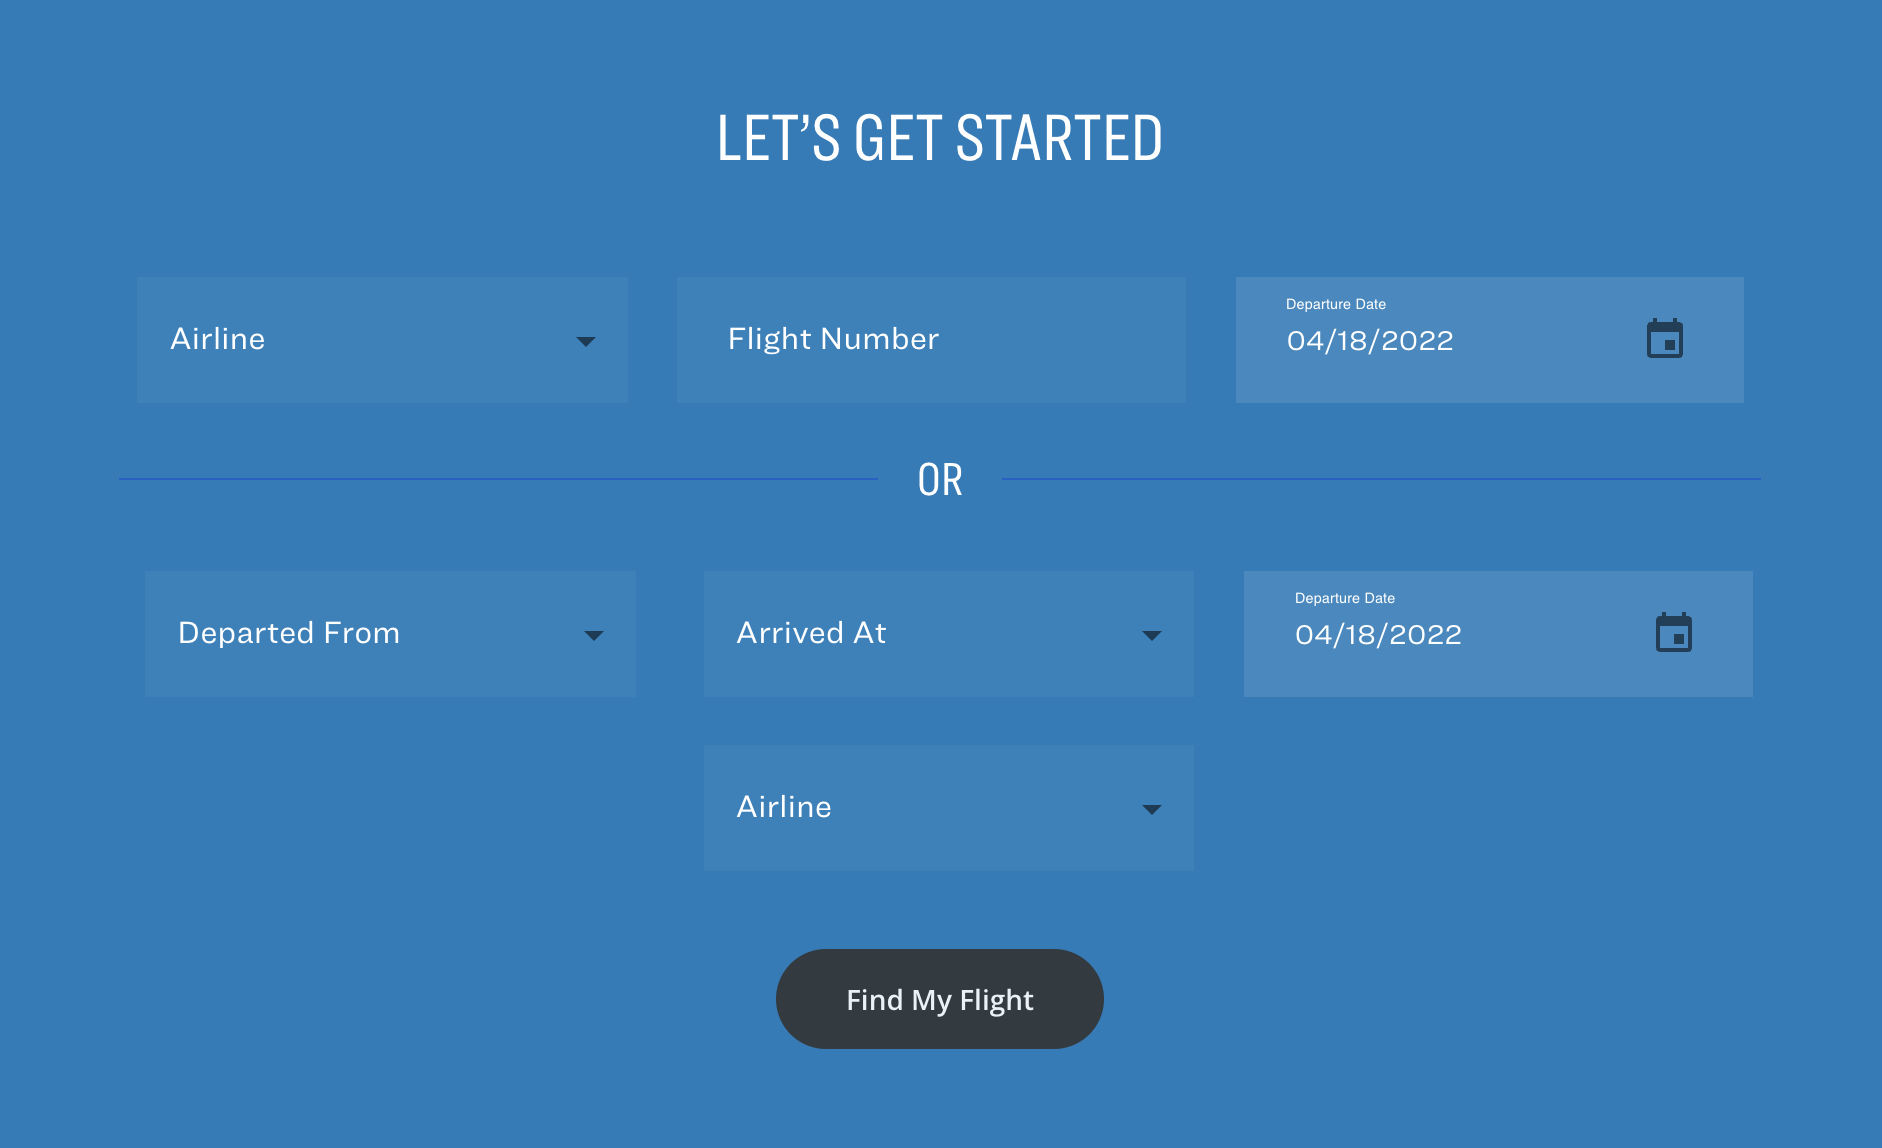 LET’S GET STARTED
Airline
Flight Number
Departure Date
04/18/2022
OR
Departed From
Arrived At
Departure Date
04/18/2022
Airline
Find My Flight